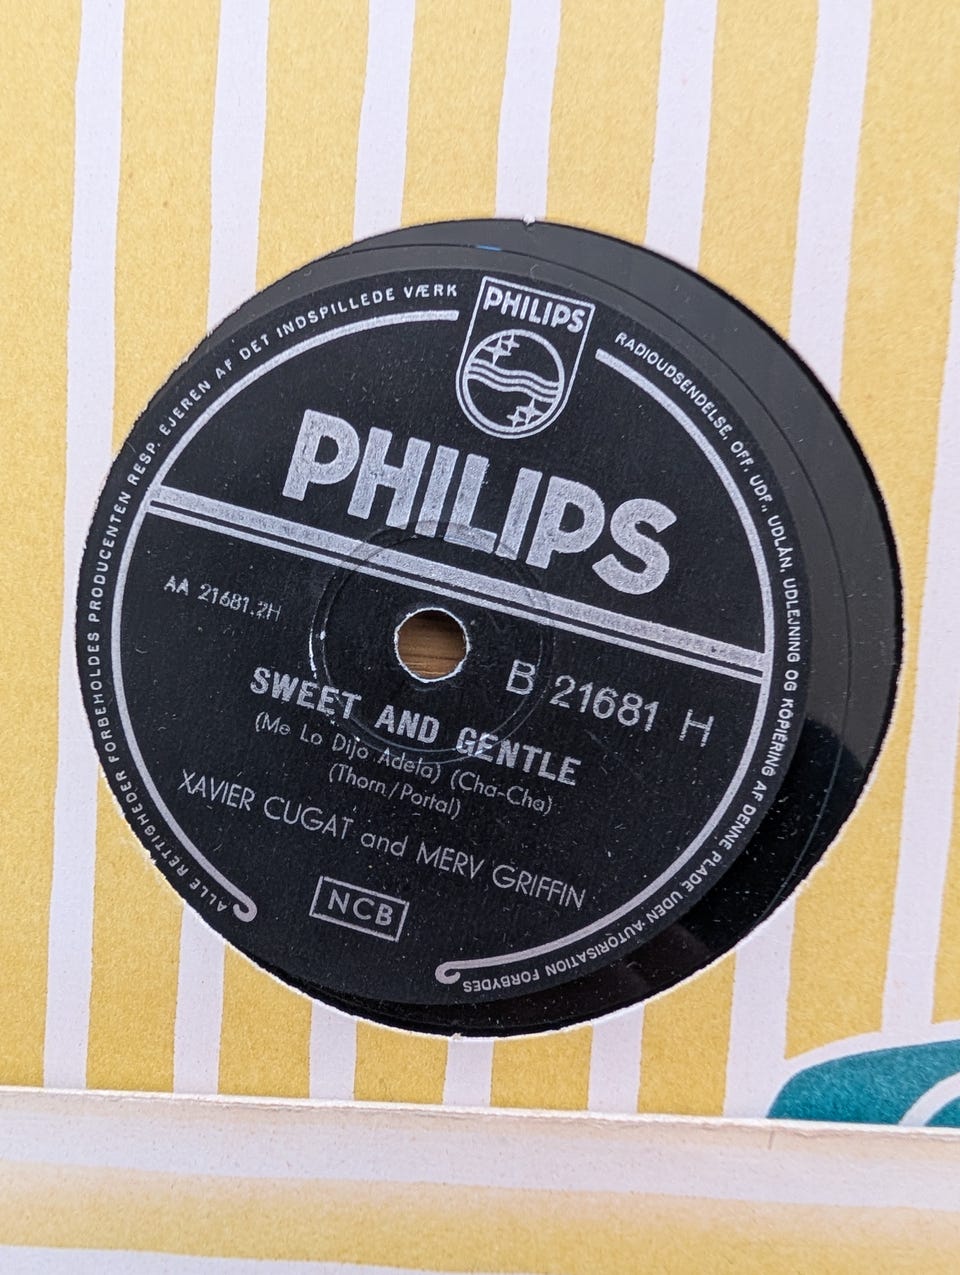 ALLE RETTIGHEDER FORBEHOLDES PRODUCENTEN RESP. EJEREN AF DET INDSPILLEDE VÆRK
RADIOUDSENDELSE, OFF. UDF., UDLÅN, UDLEJNING OG KOPIERING AF DENNE PLADE UDEN AUTORISATION FORBYDES
PHILIPS
PHILIPS
AA 21681.2H
B 21681 H
SWEET AND GENTLE
(Me Lo Dijo Adela) (Cha-Cha)
(Thorn/Portal)
XAVIER CUGAT and MERV GRIFFIN
NCB